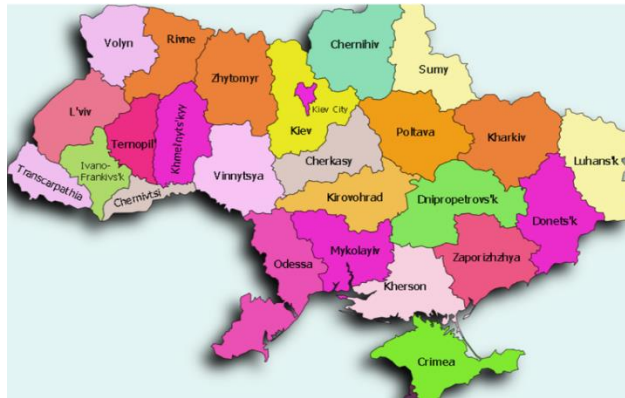 Volyn
Rivne
Chernihiv
Sumy
Zhytomyr
L'viv
Kiev City
Kiev
Ternopil'
Khmelnyts'kyy
Poltava
Kharkiv
Luhans'k
Ivano-
Frankivs'k
Cherkasy
Transcarpathia
Chernivtsi
Vinnytsya
Kirovohrad
Dnipropetrovs'k
Donets'k
Odessa
Mykolayiv
Zaporizhzhya
Kherson
Crimea